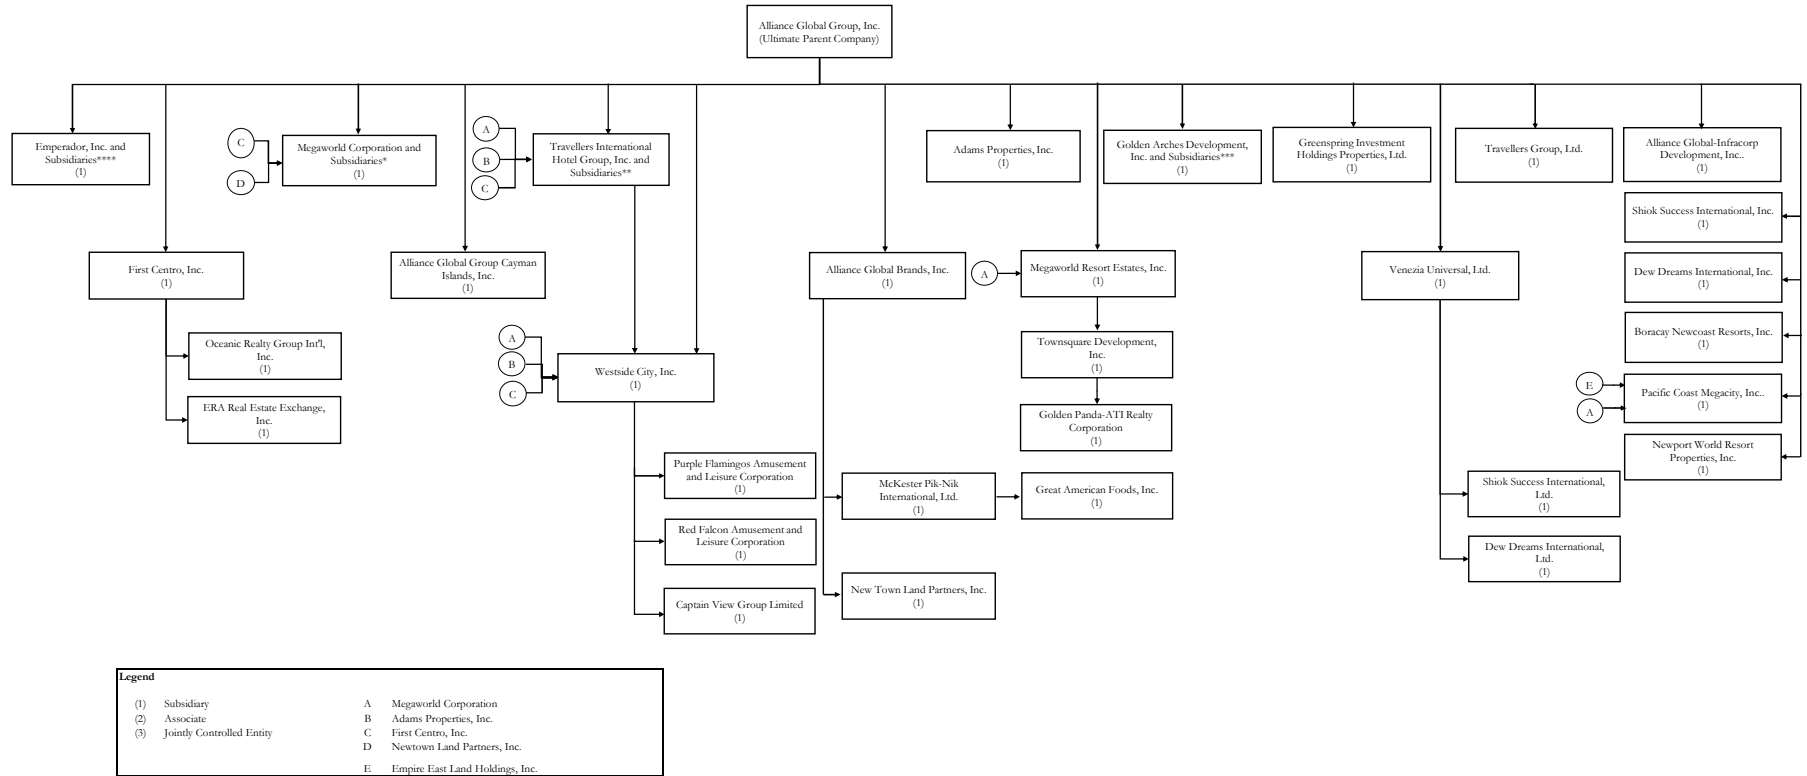 Alliance Global Group, Inc.
(Ultimate Parent Company)
Emperador, Inc. and
Subsidiaries****
(1)
C
D
Megaworld Corporation and
Subsidiaries*
(1)
A
B
C
Travellers International
Hotel Group, Inc. and
Subsidiaries**
Adams Properties, Inc.
(1)
Golden Arches Development,
Inc. and Subsidiaries***
(1)
Greenspring Investment
Holdings Properties, Ltd.
(1)
Travellers Group, Ltd.
(1)
Alliance Global-Infracorp
Development, Inc..
(1)
Shiok Success International, Inc.
(1)
First Centro, Inc.
(1)
Alliance Global Group Cayman
Islands, Inc.
(1)
Alliance Global Brands, Inc.
(1)
A
Megaworld Resort Estates, Inc.
(1)
Venezia Universal, Ltd.
(1)
Dew Dreams International, Inc.
(1)
Boracay Newcoast Resorts, Inc.
(1)
Oceanic Realty Group Int'l,
Inc.
(1)
A
B
C
Westside City, Inc.
(1)
Townsquare Development,
Inc.
(1)
E
A
Pacific Coast Megacity, Inc..
(1)
ERA Real Estate Exchange,
Inc.
(1)
Golden Panda-ATI Realty
Corporation
(1)
Newport World Resort
Properties, Inc.
(1)
Purple Flamingos Amusement
and Leisure Corporation
(1)
McKester Pik-Nik
International, Ltd.
(1)
Great American Foods, Inc.
(1)
Shiok Success International,
Ltd.
(1)
Red Falcon Amusement and
Leisure Corporation
(1)
Dew Dreams International,
Ltd.
(1)
Captain View Group Limited
(1)
New Town Land Partners, Inc.
(1)
Legend
(1) Subsidiary A Megaworld Corporation
(2) Associate B Adams Properties, Inc.
(3) Jointly Controlled Entity C First Centro, Inc.
D Newtown Land Partners, Inc.
E Empire East Land Holdings, Inc.